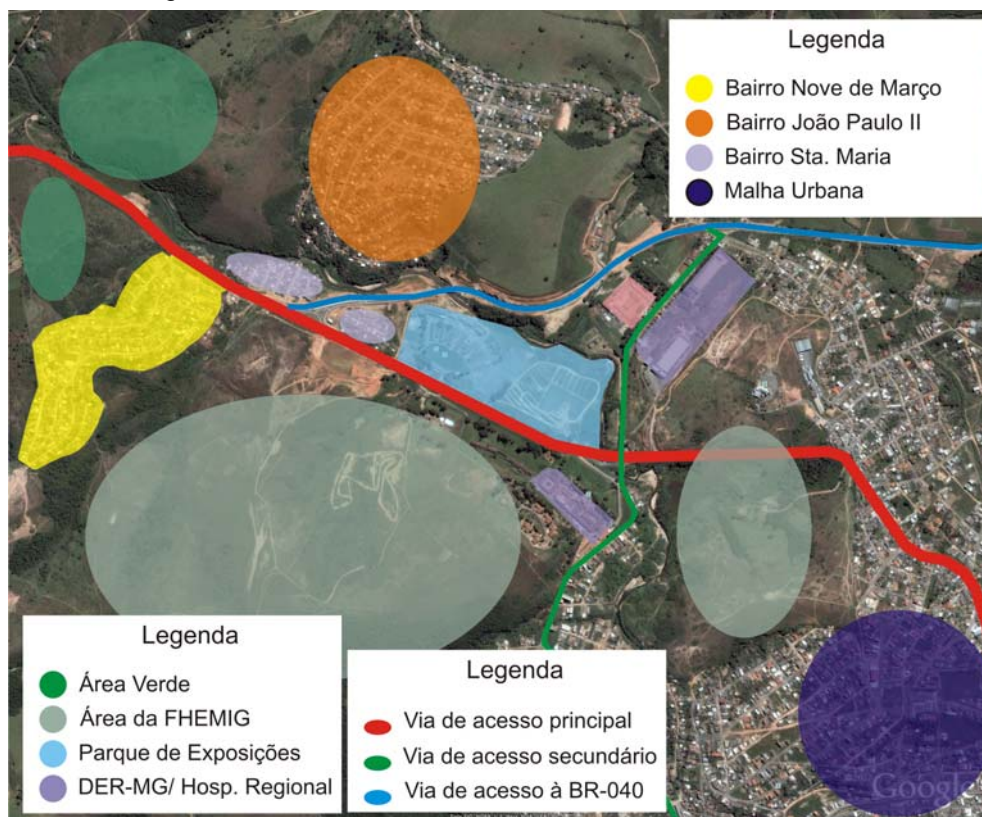 Legenda
Bairro Nove de Março
Bairro João Paulo II
Bairro Sta. Maria
Malha Urbana
Legenda
Área Verde
Área da FHEMIG
Parque de Exposições
DER-MG/ Hosp. Regional
Legenda
Via de acesso principal
Via de acesso secundário
Via de acesso à BR-040
Google